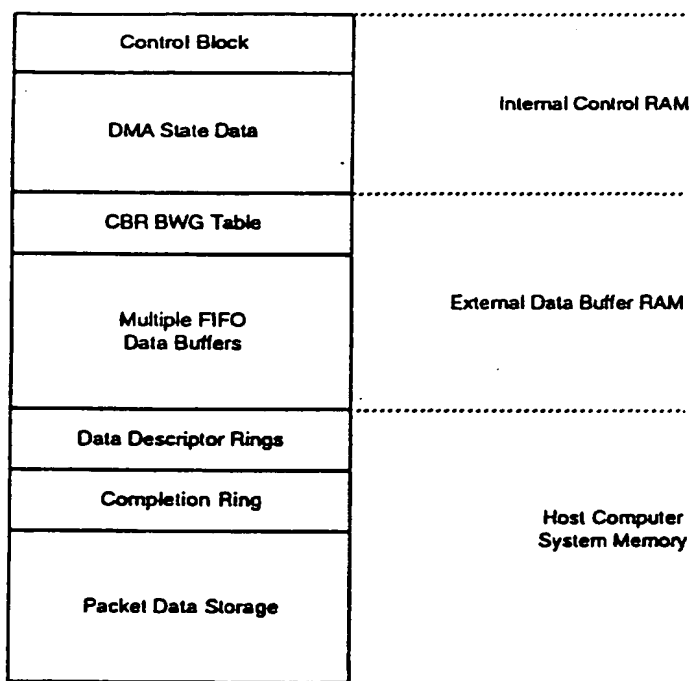 Control Block
DMA State Data
Internal Control RAM
CBR BWG Table
Multiple FIFO
Data Buffers
External Data Buffer RAM
Data Descriptor Rings
Completion Ring
Packet Data Storage
Host Computer
System Memory